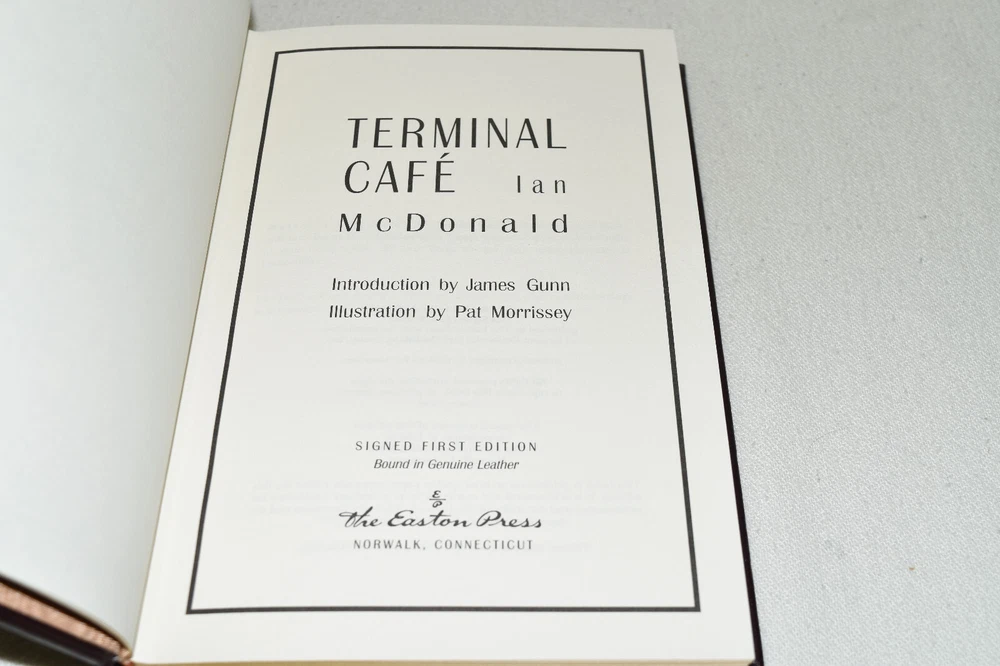 TERMINAL
CAFÉ Ian
McDonald
Introduction by James Gunn
Illustration by Pat Morrissey
SIGNED FIRST EDITION
Bound in Genuine Leather
E
P
The Easton Press
NORWALK, CONNECTICUT